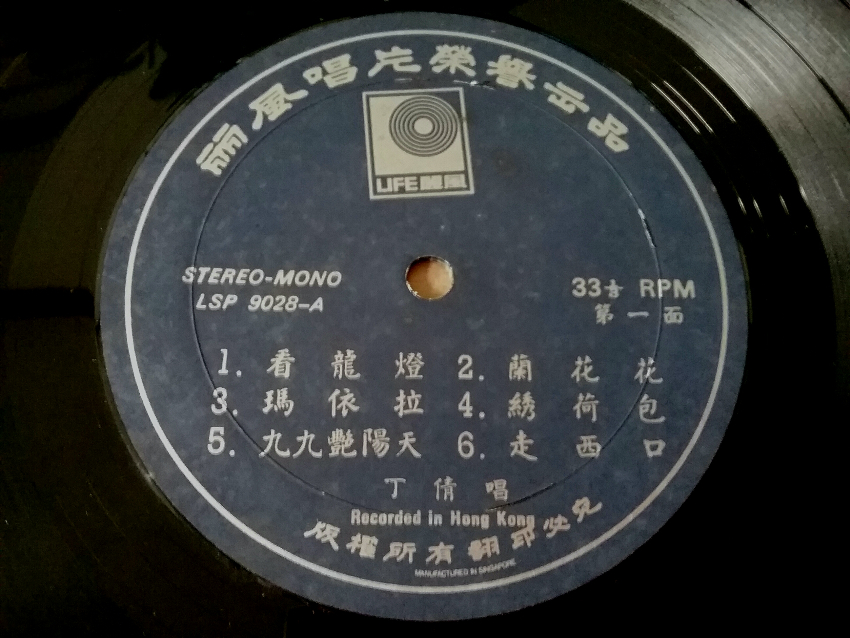 丽風唱片榮譽出品
LIFE 麗風
STEREO-MONO
LSP 9028-A
33⅓ RPM
第一面
1. 看龍燈 2. 蘭花花
3. 瑪依拉 4. 綉荷包
5. 九九艷陽天 6. 走西口
丁倩唱
Recorded in Hong Kong
版權所有翻印必究
MANUFACTURED IN SINGAPORE